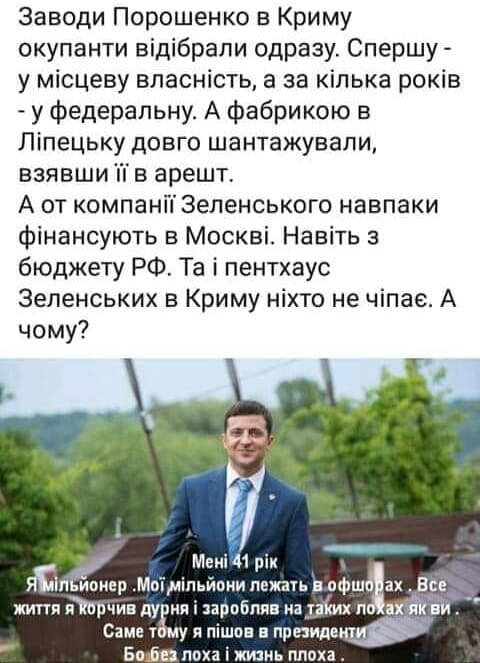 Заводи Порошенко в Криму
окупанти відібрали одразу. Спершу -
у місцеву власність, а за кілька років
- у федеральну. А фабрикою в
Ліпецьку довго шантажували,
взявши її в арешт.
А от компанії Зеленського навпаки
фінансують в Москві. Навіть з
бюджету РФ. Та і пентхаус
Зеленських в Криму ніхто не чіпає. А
чому?
Мені 41 рік
Я мільйонер .Мої мільйони лежать в офшорах . Все
життя я корчив дурня і заробляв на таких лохах як ви .
Саме тому я пішов в президенти
Бо без лоха і жизнь плоха .